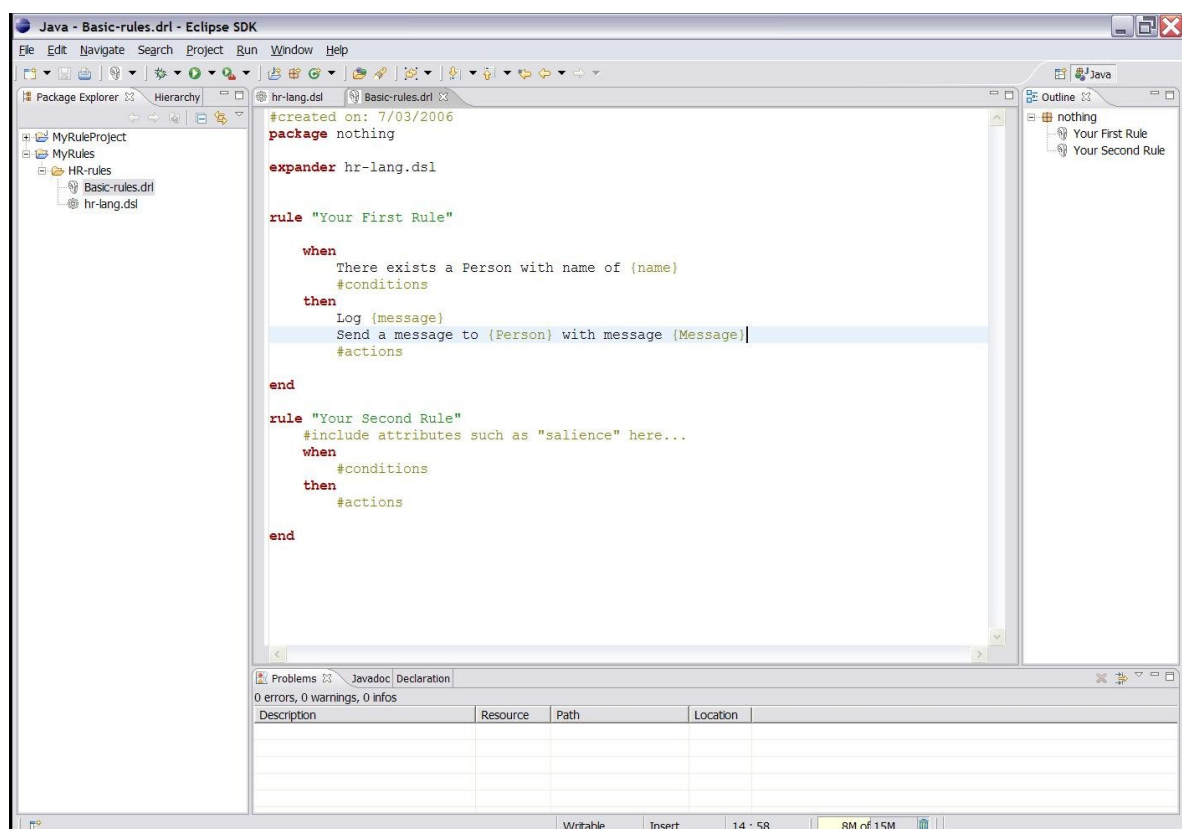 Java - Basic-rules.drl - Eclipse SDK
File Edit Navigate Search Project Run Window Help
Java
Package Explorer Hierarchy
hr-lang.dsl Basic-rules.drl
Outline
MyRuleProject
MyRules
HR-rules
Basic-rules.drl
hr-lang.dsl
#created on: 7/03/2006
package nothing
expander hr-lang.dsl
rule "Your First Rule"
when
There exists a Person with name of {name}
#conditions
then
Log {message}
Send a message to {Person} with message {Message}
#actions
end
rule "Your Second Rule"
#include attributes such as "salience" here...
when
#conditions
then
#actions
end
nothing
Your First Rule
Your Second Rule
Problems Javadoc Declaration
0 errors, 0 warnings, 0 infos
Description Resource Path Location
Writable Insert 14 : 58 8M of 15M